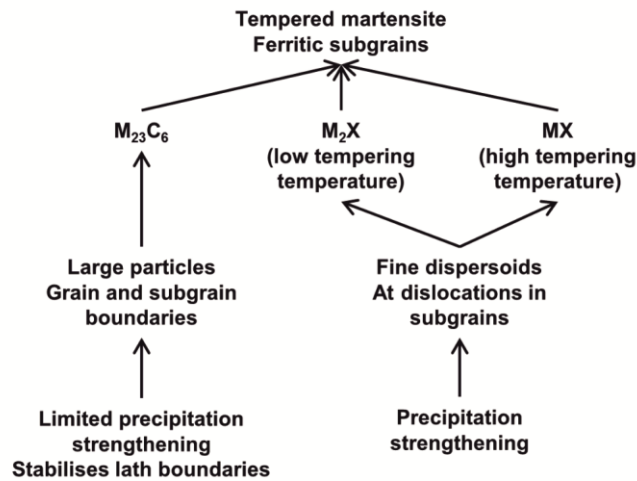 Tempered martensite
Ferritic subgrains
M₂₃C₆
M₂X
(low tempering
temperature)
MX
(high tempering
temperature)
Large particles
Grain and subgrain
boundaries
Fine dispersoids
At dislocations in
subgrains
Limited precipitation
strengthening
Stabilises lath boundaries
Precipitation
strengthening